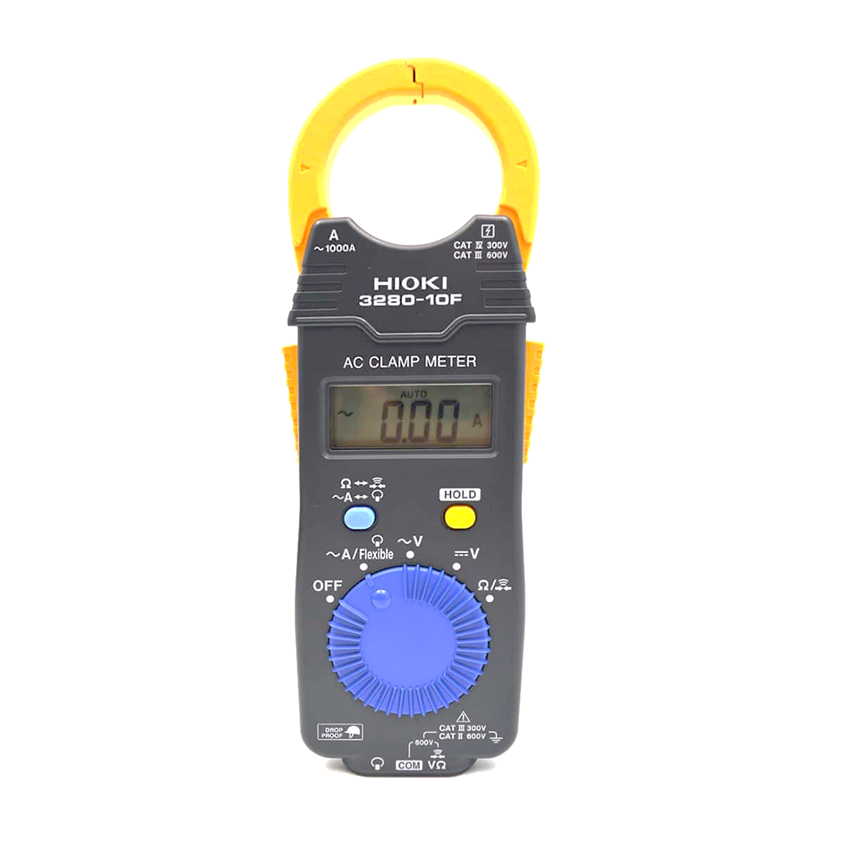 A
~1000A
CAT Ⅳ 300V
CAT Ⅲ 600V
HIOKI
3280-10F
AC CLAMP METER
AUTO
~ 0.00 A
Ω↔
~A↔
HOLD
~A/Flexible
~V
⎓V
OFF
Ω/
DROP
PROOF
CAT Ⅲ 300V
CAT Ⅱ 600V
600V
COM
VΩ